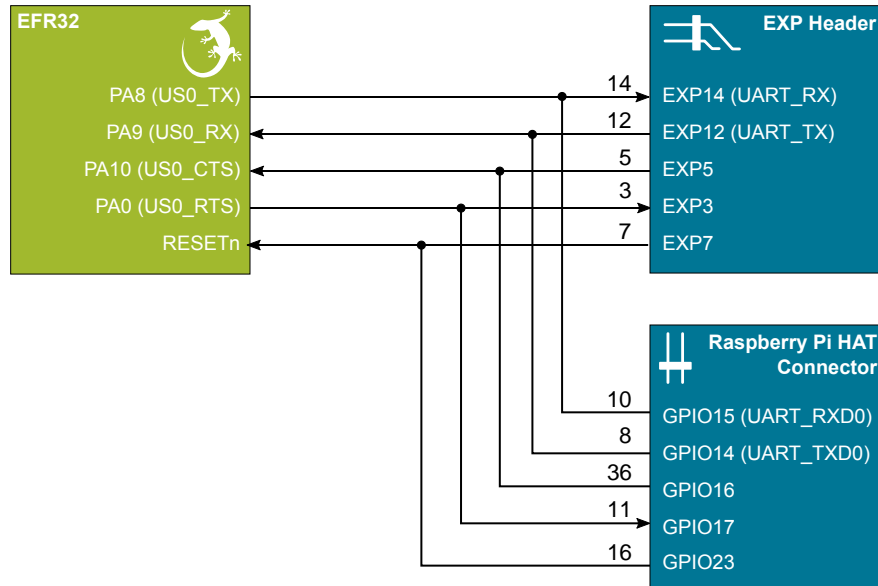 EFR32
PA8 (US0_TX)
PA9 (US0_RX)
PA10 (US0_CTS)
PA0 (US0_RTS)
RESETn
14
12
5
3
7
EXP Header
EXP14 (UART_RX)
EXP12 (UART_TX)
EXP5
EXP3
EXP7
Raspberry Pi HAT
Connector
10
8
36
11
16
GPIO15 (UART_RXD0)
GPIO14 (UART_TXD0)
GPIO16
GPIO17
GPIO23